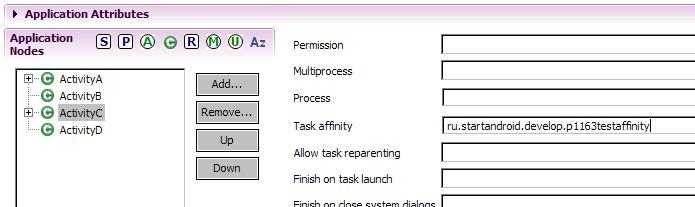 Application Attributes
Application Nodes
S P A C R M U Az
ActivityA
ActivityB
ActivityC
ActivityD
Add...
Remove...
Up
Down
Permission
Multiprocess
Process
Task affinity ru.startandroid.develop.p1163testaffinity
Allow task reparenting
Finish on task launch
Finish on close system dialogs